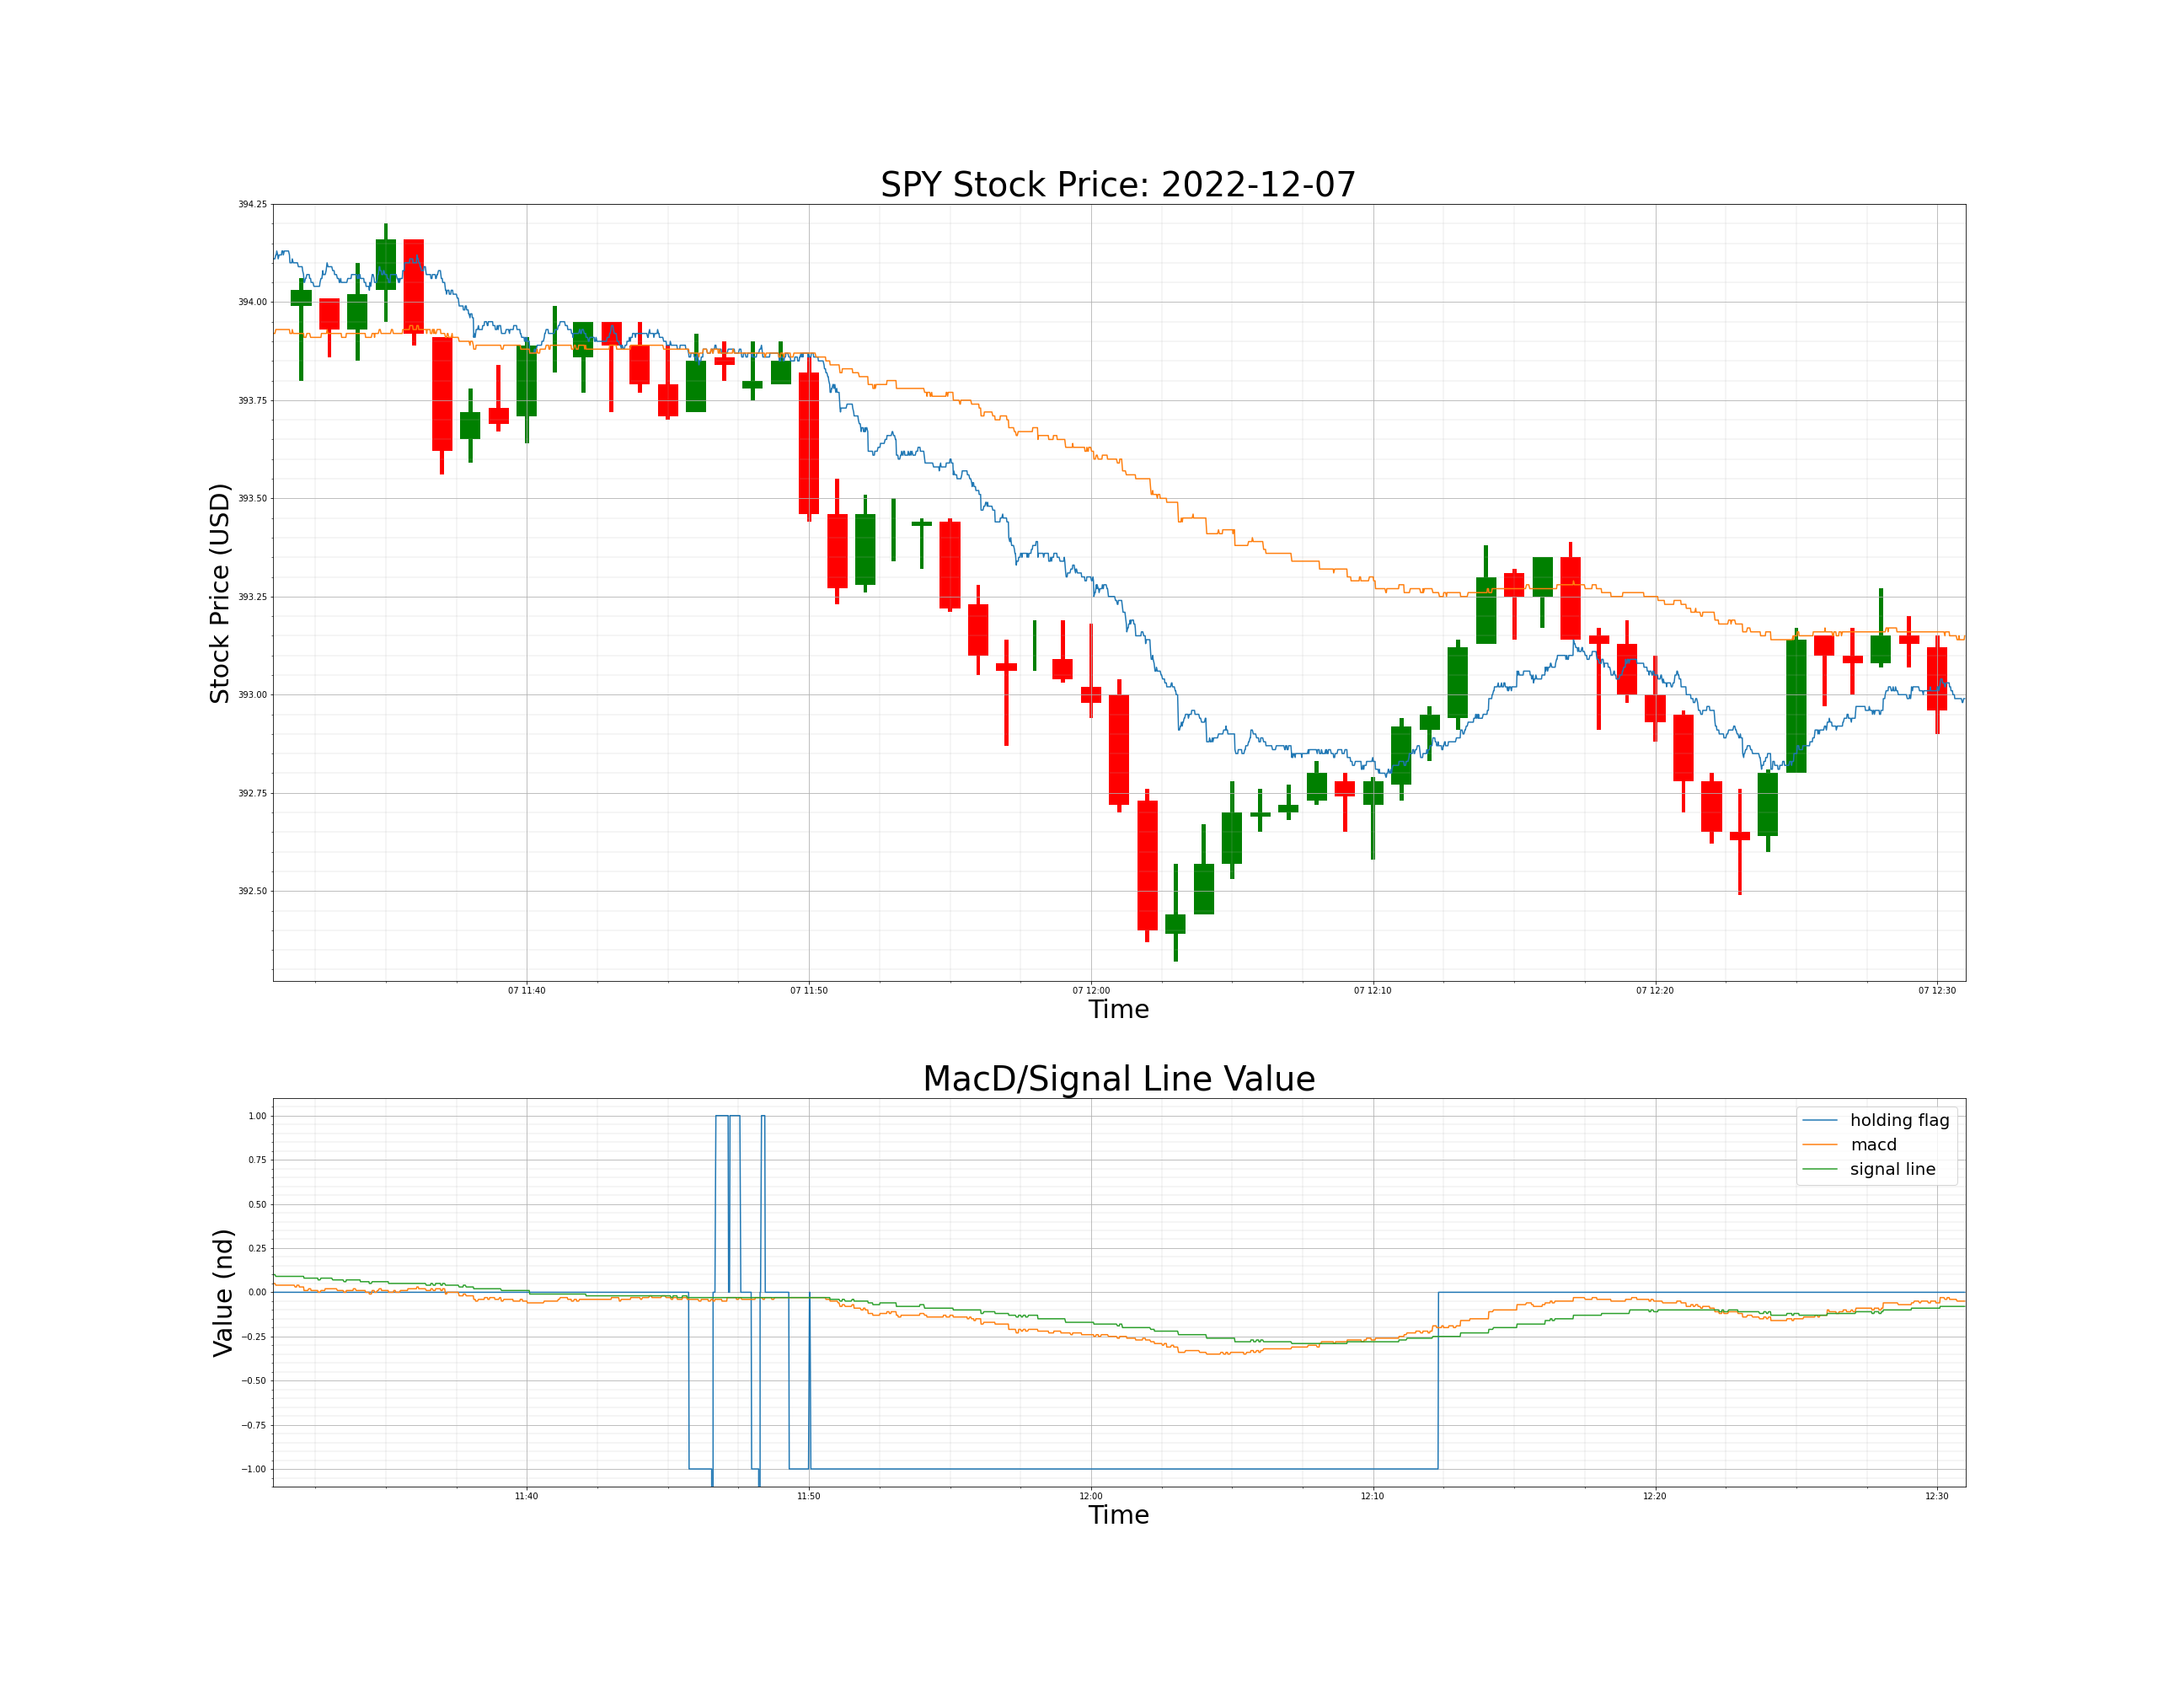 SPY Stock Price: 2022-12-07
394.25
394.00
393.75
393.50
393.25
393.00
392.75
392.50
Stock Price (USD)
07 11:40 07 11:50 07 12:00 07 12:10 07 12:20 07 12:30
Time
MacD/Signal Line Value
1.00
0.75
0.50
0.25
0.00
−0.25
−0.50
−0.75
−1.00
Value (nd)
holding flag
macd
signal line
11:40 11:50 12:00 12:10 12:20 12:30
Time